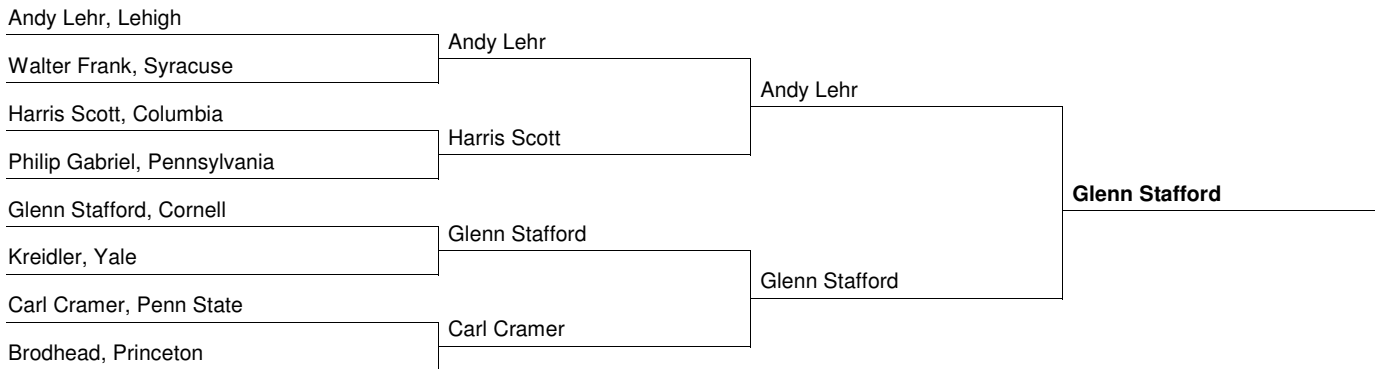 Andy Lehr, Lehigh
Walter Frank, Syracuse
Harris Scott, Columbia
Philip Gabriel, Pennsylvania
Glenn Stafford, Cornell
Kreidler, Yale
Carl Cramer, Penn State
Brodhead, Princeton
Andy Lehr
Harris Scott
Glenn Stafford
Carl Cramer
Andy Lehr
Glenn Stafford
Glenn Stafford